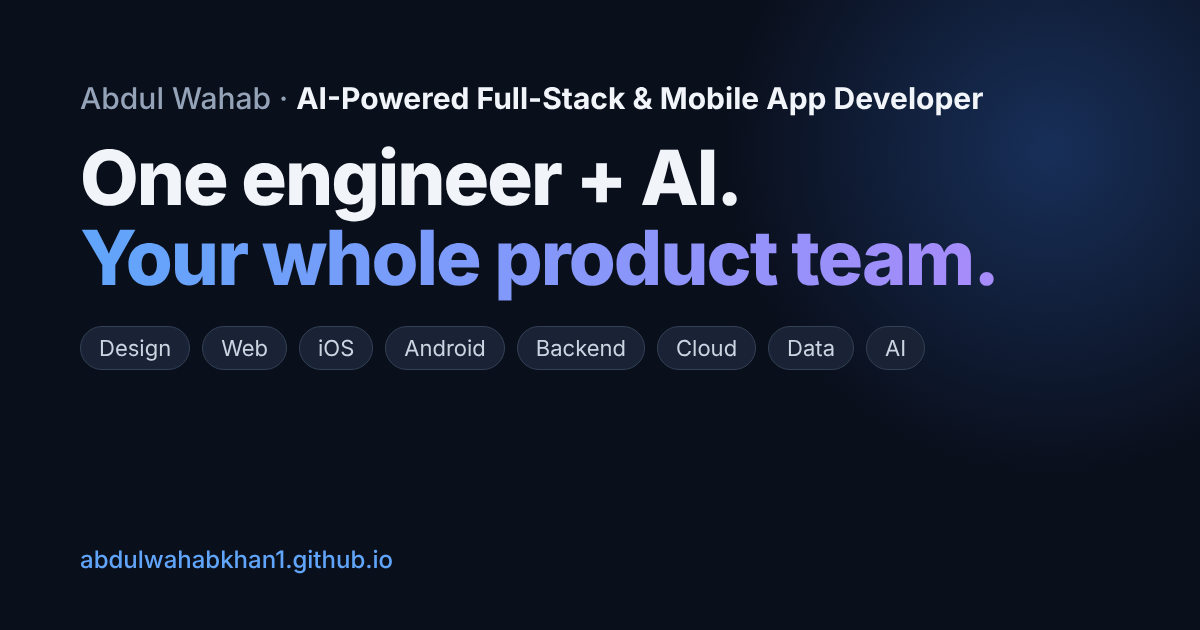 Abdul Wahab · AI-Powered Full-Stack & Mobile App Developer
One engineer + AI.
Your whole product team.
Design Web iOS Android Backend Cloud Data AI
abdulwahabkhan1.github.io